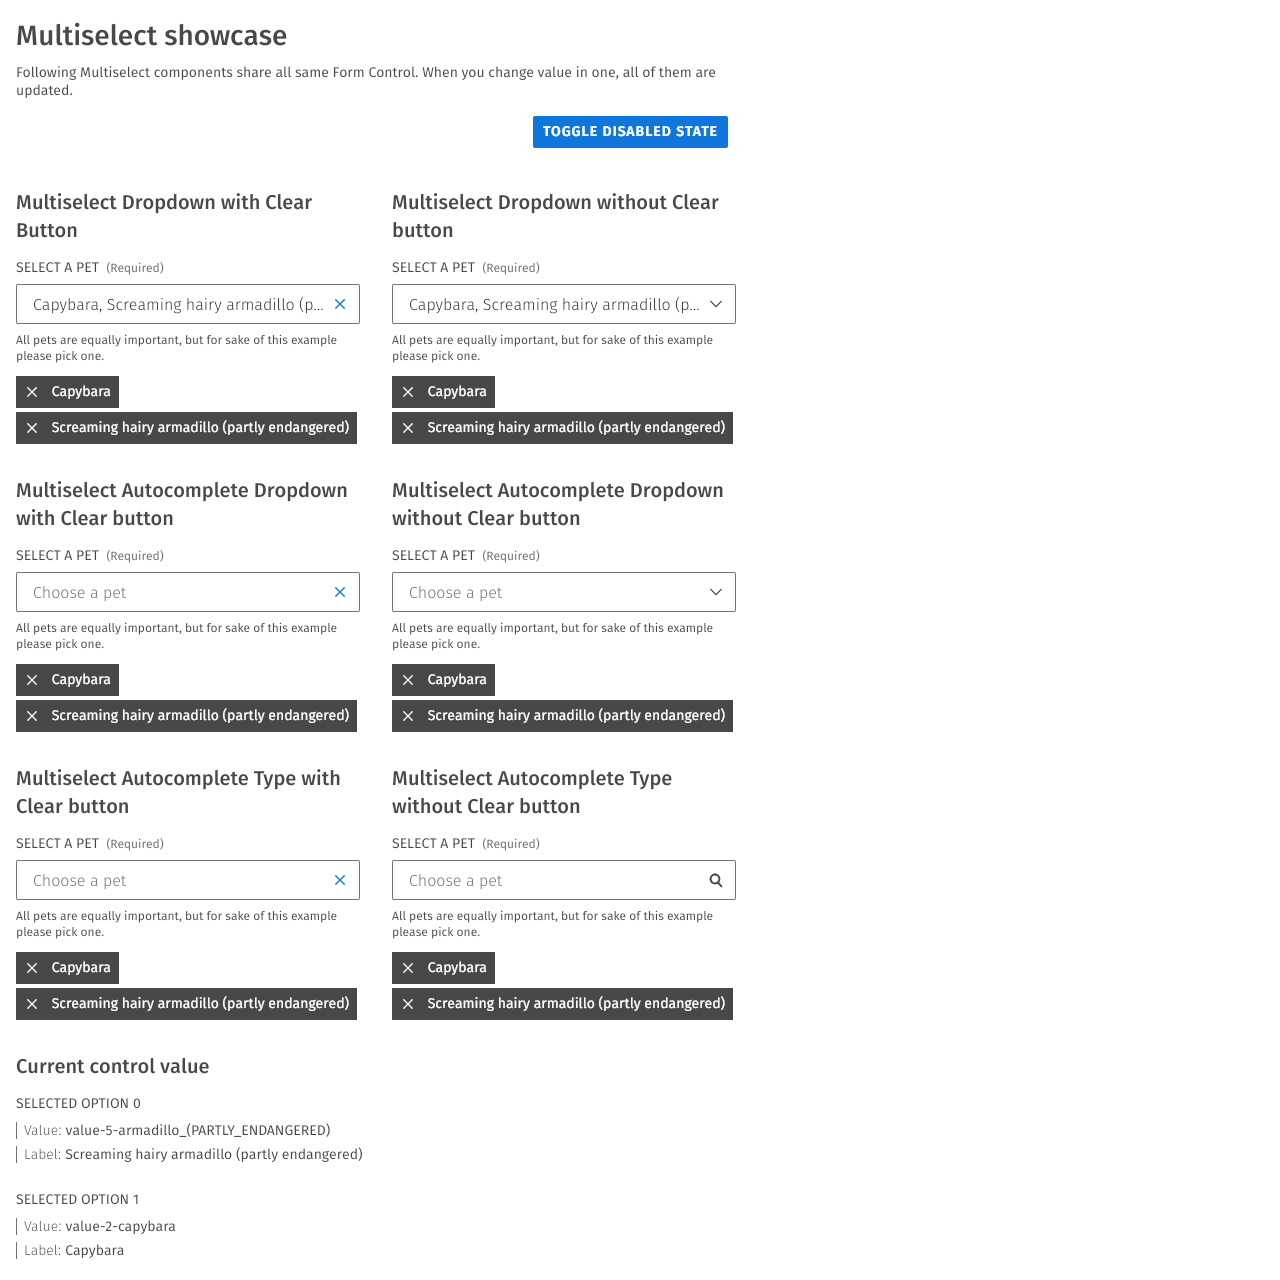 Multiselect showcase
Following Multiselect components share all same Form Control. When you change value in one, all of them are
updated.
TOGGLE DISABLED STATE
Multiselect Dropdown with Clear
Button
SELECT A PET (Required)
Capybara, Screaming hairy armadillo (p...
All pets are equally important, but for sake of this example
please pick one.
Capybara
Screaming hairy armadillo (partly endangered)
Multiselect Dropdown without Clear
button
SELECT A PET (Required)
Capybara, Screaming hairy armadillo (p...
All pets are equally important, but for sake of this example
please pick one.
Capybara
Screaming hairy armadillo (partly endangered)
Multiselect Autocomplete Dropdown
with Clear button
SELECT A PET (Required)
Choose a pet
All pets are equally important, but for sake of this example
please pick one.
Capybara
Screaming hairy armadillo (partly endangered)
Multiselect Autocomplete Dropdown
without Clear button
SELECT A PET (Required)
Choose a pet
All pets are equally important, but for sake of this example
please pick one.
Capybara
Screaming hairy armadillo (partly endangered)
Multiselect Autocomplete Type with
Clear button
SELECT A PET (Required)
Choose a pet
All pets are equally important, but for sake of this example
please pick one.
Capybara
Screaming hairy armadillo (partly endangered)
Multiselect Autocomplete Type
without Clear button
SELECT A PET (Required)
Choose a pet
All pets are equally important, but for sake of this example
please pick one.
Capybara
Screaming hairy armadillo (partly endangered)
Current control value
SELECTED OPTION 0
Value: value-5-armadillo_(PARTLY_ENDANGERED)
Label: Screaming hairy armadillo (partly endangered)
SELECTED OPTION 1
Value: value-2-capybara
Label: Capybara